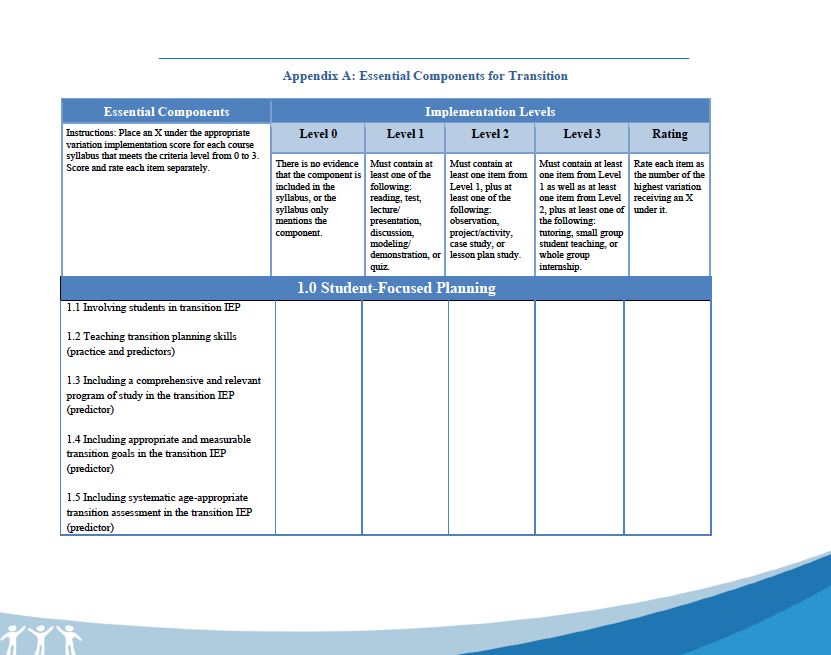 Appendix A: Essential Components for Transition
Essential Components
Implementation Levels
Instructions: Place an X under the appropriate
variation implementation score for each course
syllabus that meets the criteria level from 0 to 3.
Score and rate each item separately.
Level 0
Level 1
Level 2
Level 3
Rating
There is no evidence
that the component is
included in the
syllabus, or the
syllabus only
mentions the
component.
Must contain at
least one of the
following:
reading, test,
lecture/
presentation,
discussion,
modeling/
demonstration, or
quiz.
Must contain at
least one item from
Level 1, plus at
least one of the
following:
observation,
project/activity,
case study, or
lesson plan study.
Must contain at least
one item from Level
1 as well as at least
one item from Level
2, plus at least one of
the following:
tutoring, small group
student teaching, or
whole group
internship.
Rate each item as
the number of the
highest variation
receiving an X
under it.
1.0 Student-Focused Planning
1.1 Involving students in transition IEP
1.2 Teaching transition planning skills
(practice and predictors)
1.3 Including a comprehensive and relevant
program of study in the transition IEP
(predictor)
1.4 Including appropriate and measurable
transition goals in the transition IEP
(predictor)
1.5 Including systematic age-appropriate
transition assessment in the transition IEP
(predictor)